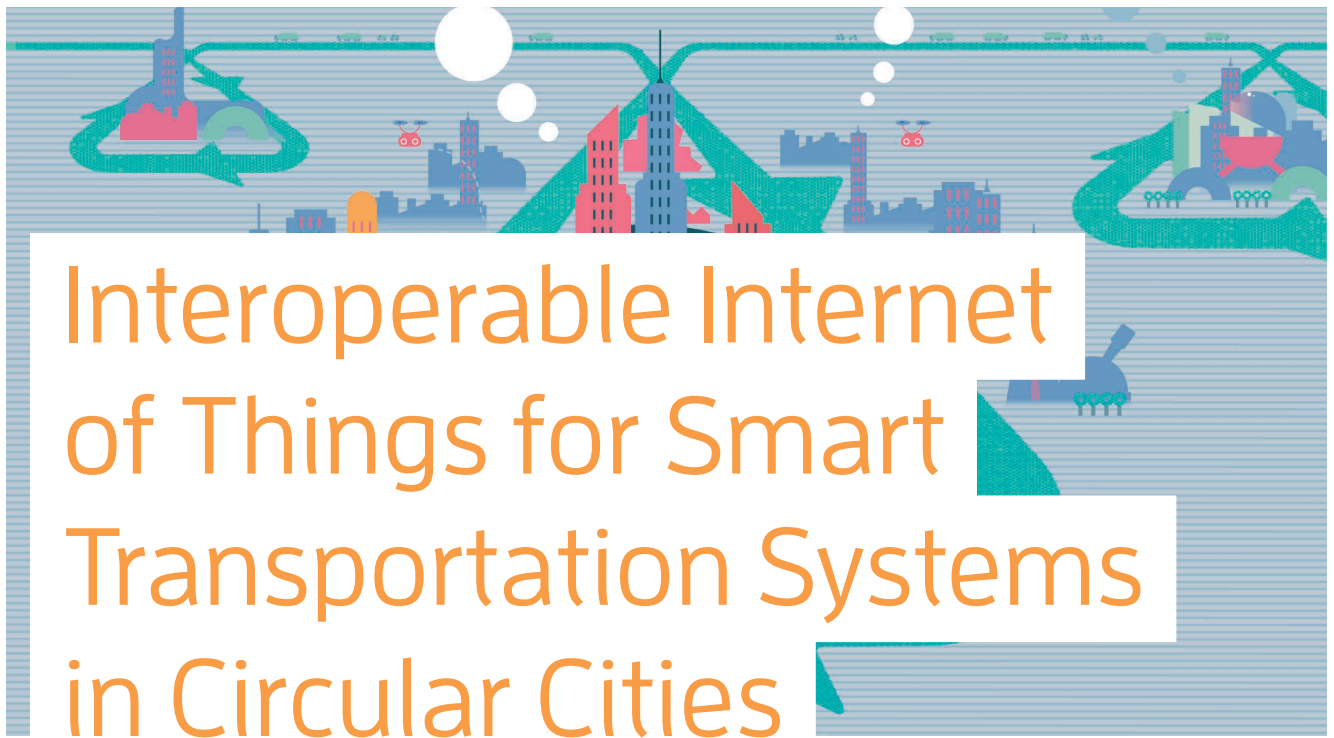 Interoperable Internet
of Things for Smart
Transportation Systems
in Circular Cities